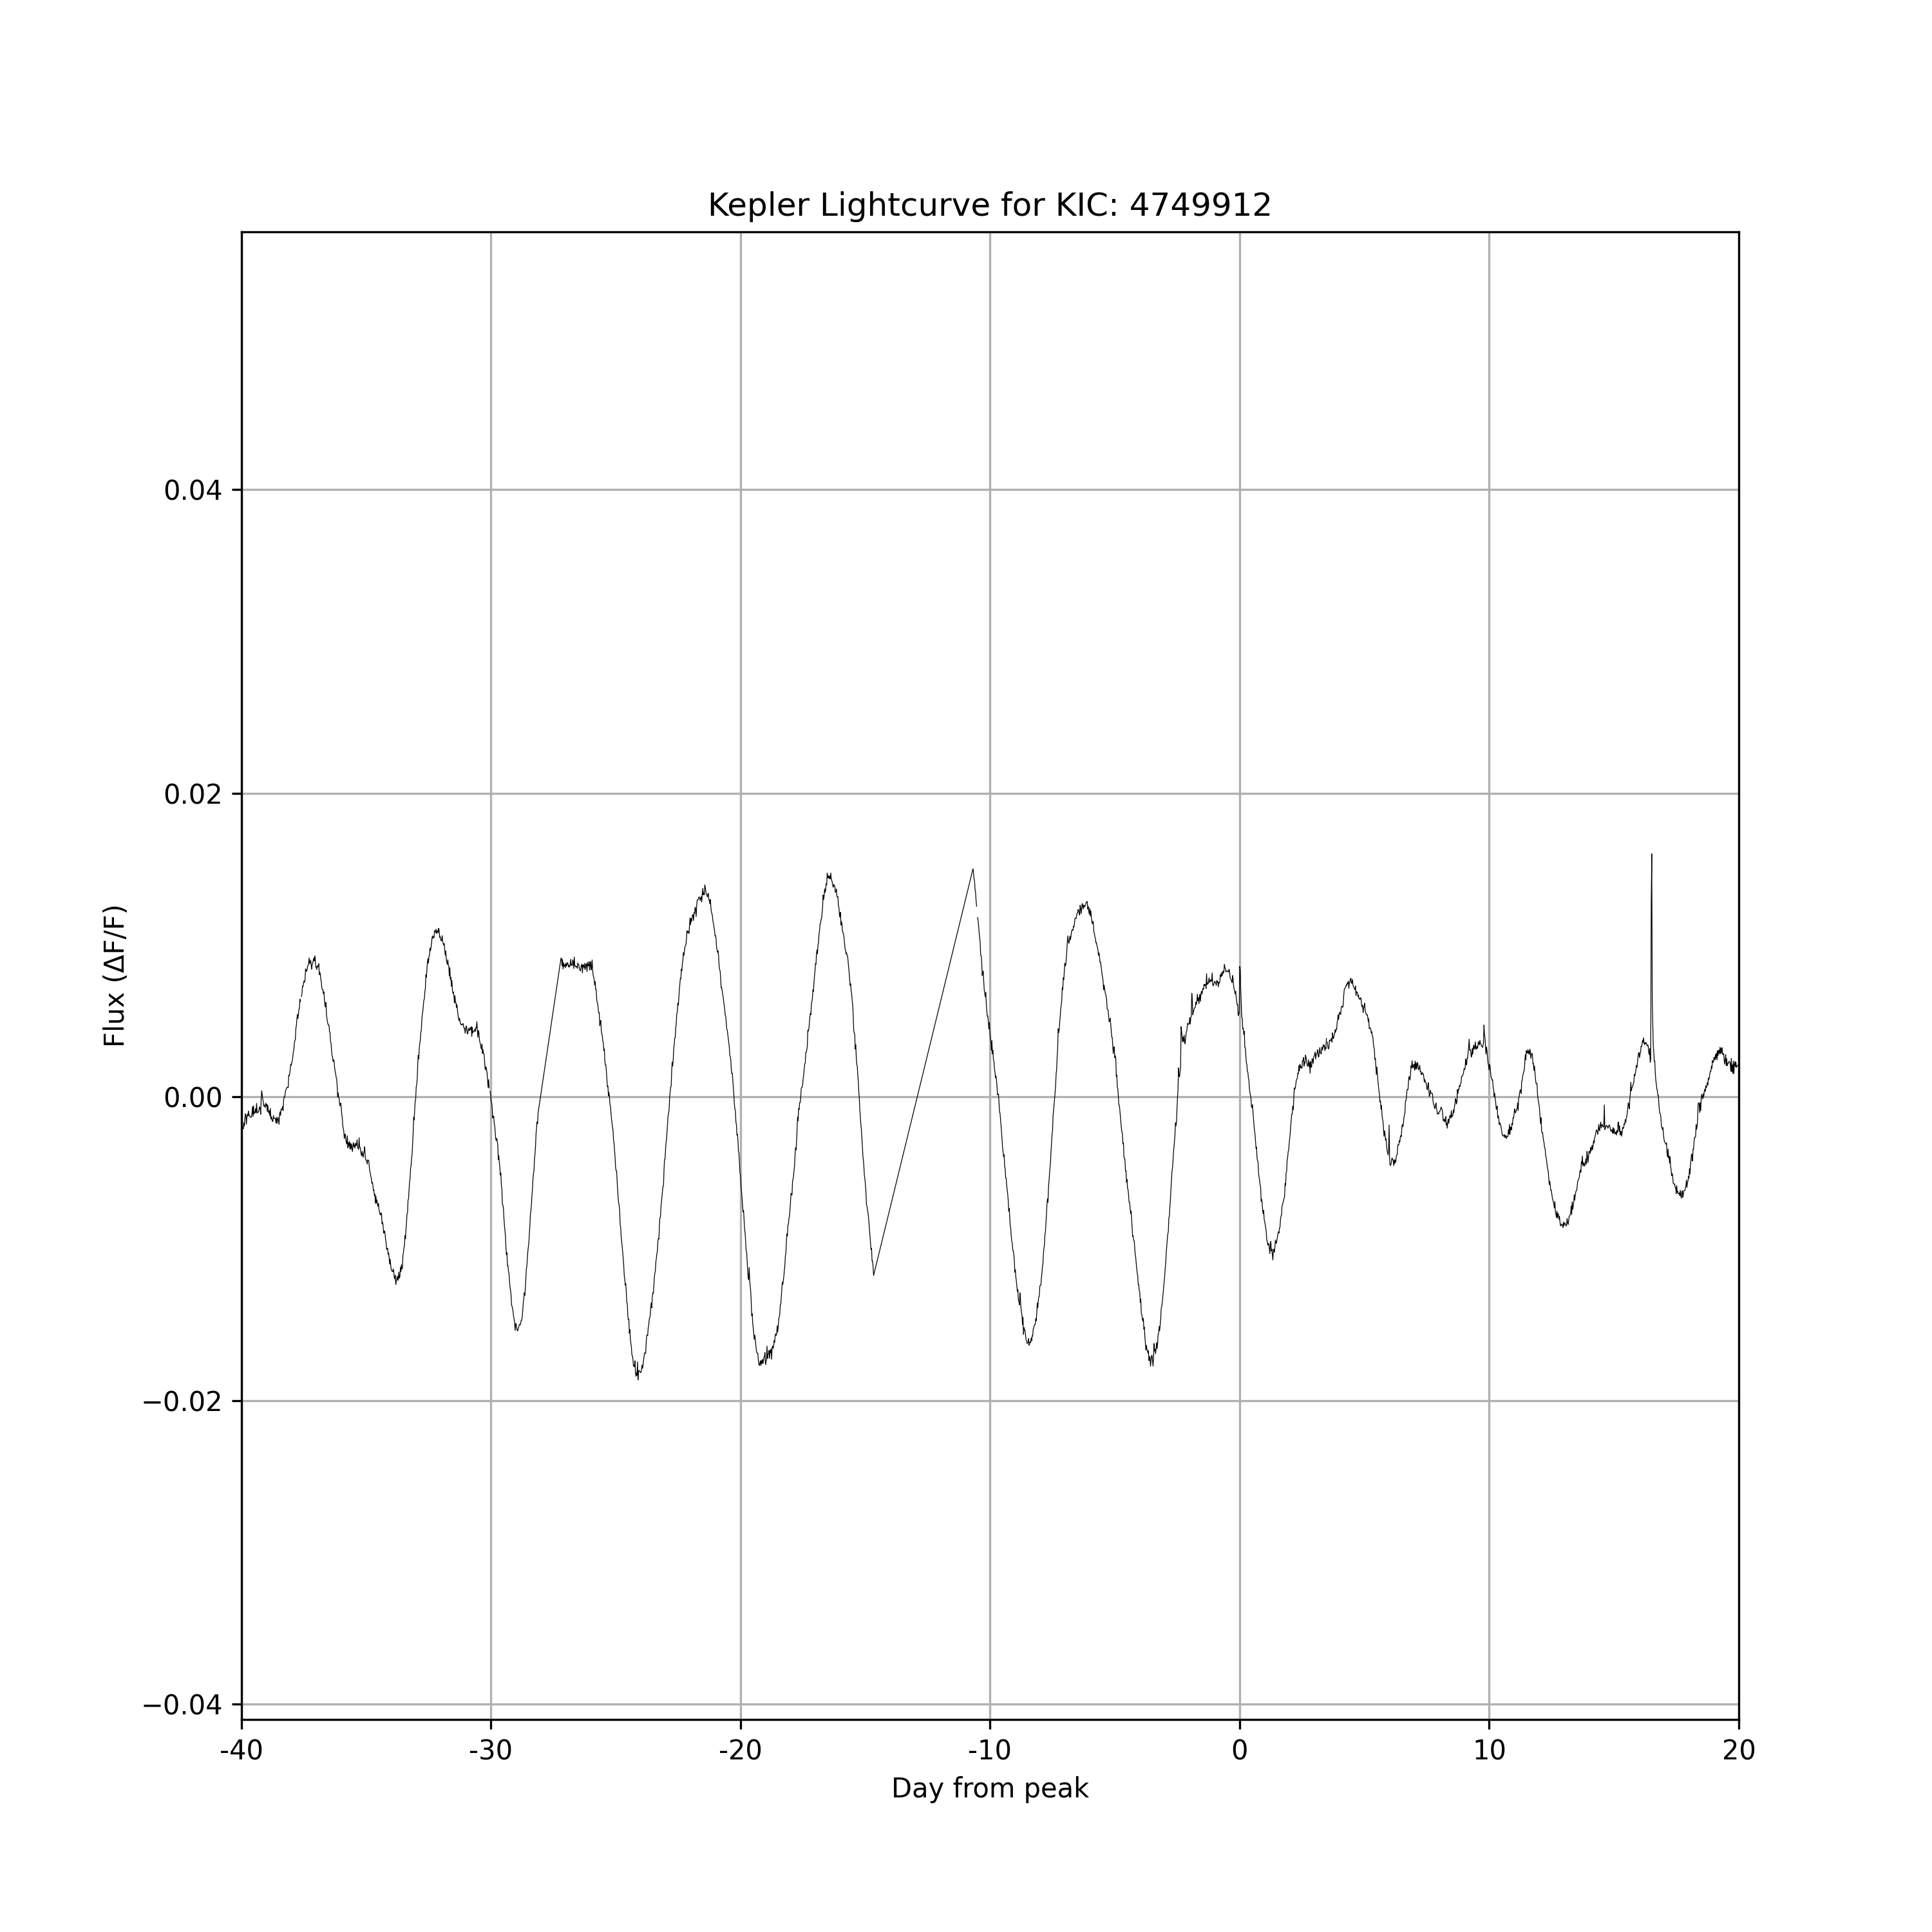 Kepler Lightcurve for KIC: 4749912
Flux (ΔF/F)
0.04
0.02
0.00
−0.02
−0.04
-40 -30 -20 -10 0 10 20
Day from peak